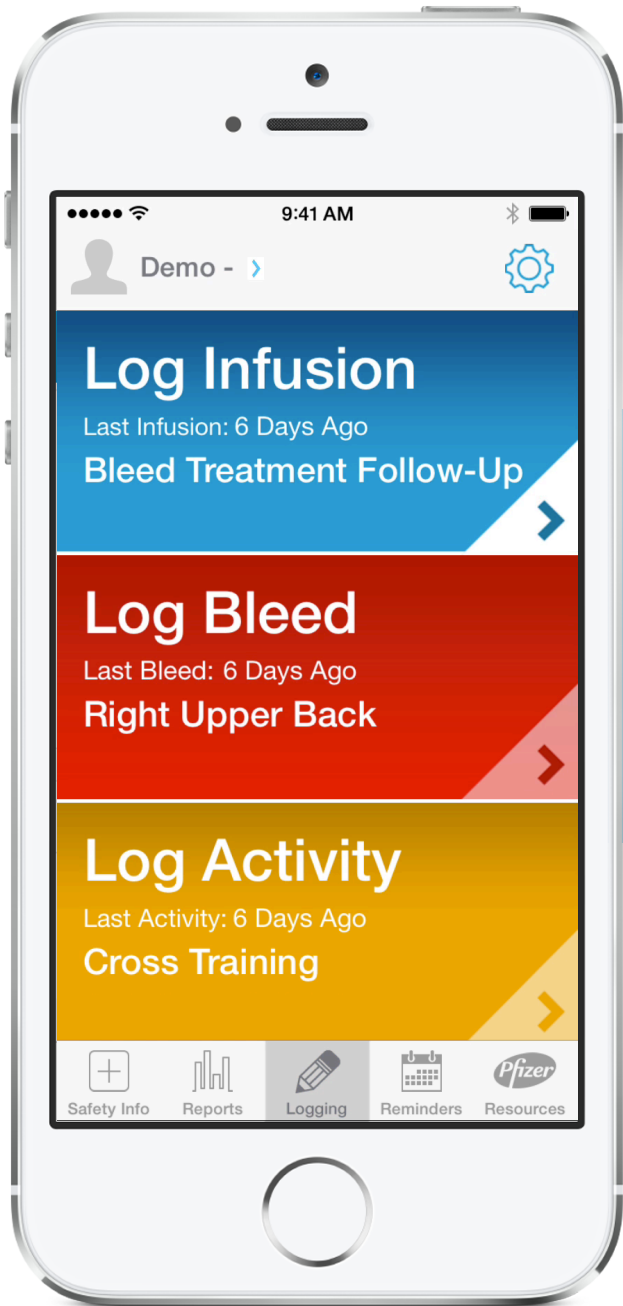 9:41 AM
Demo -
Log Infusion
Last Infusion: 6 Days Ago
Bleed Treatment Follow-Up
Log Bleed
Last Bleed: 6 Days Ago
Right Upper Back
Log Activity
Last Activity: 6 Days Ago
Cross Training
Pfizer
Safety Info Reports Logging Reminders Resources